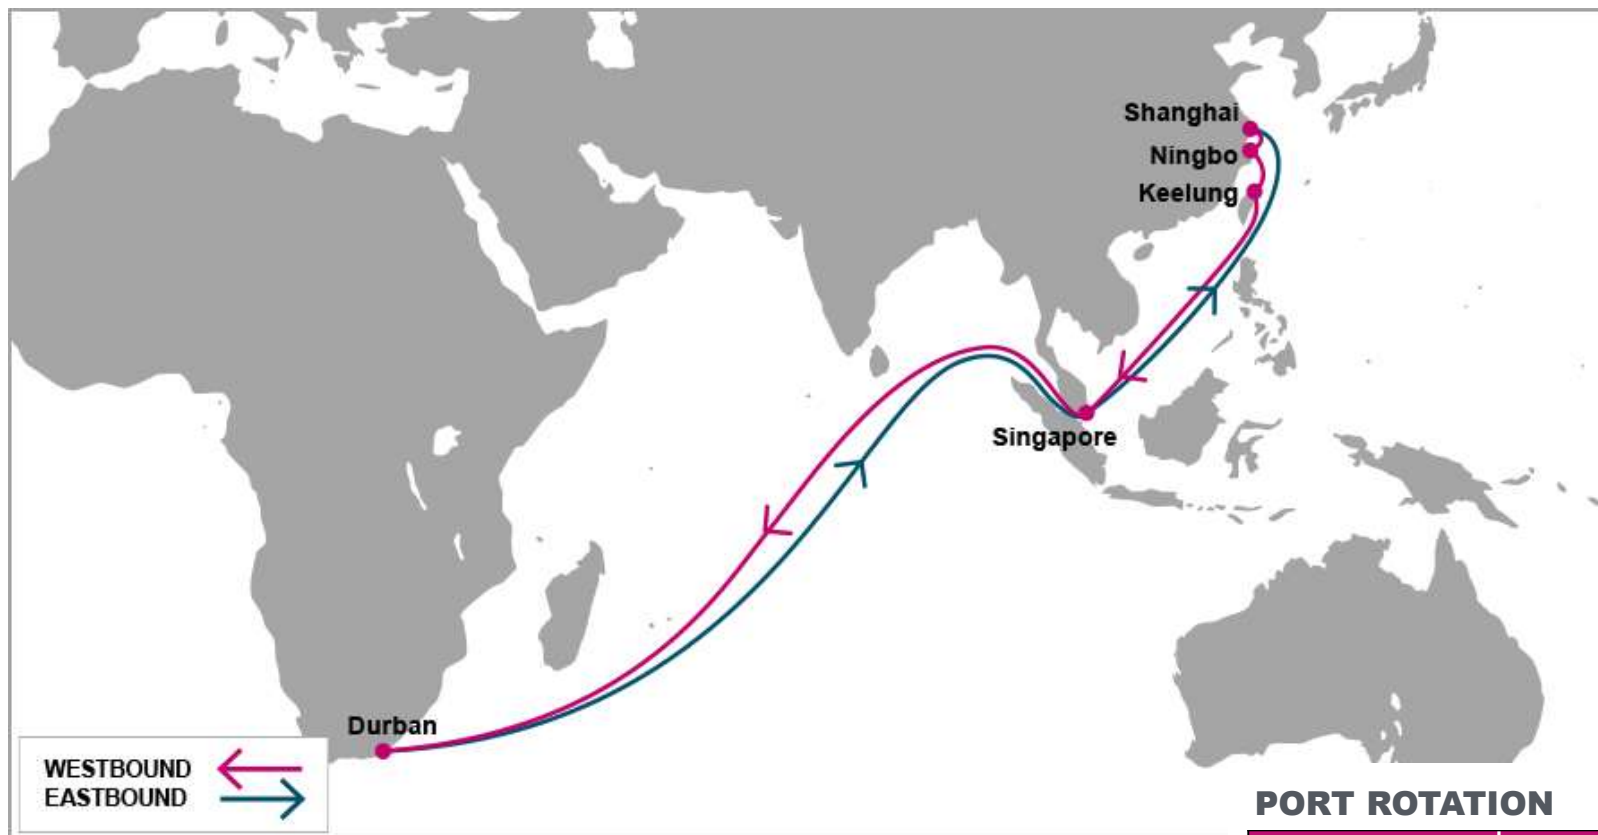 Shanghai
Ningbo
Keelung
Singapore
Durban
WESTBOUND
EASTBOUND
PORT ROTATION